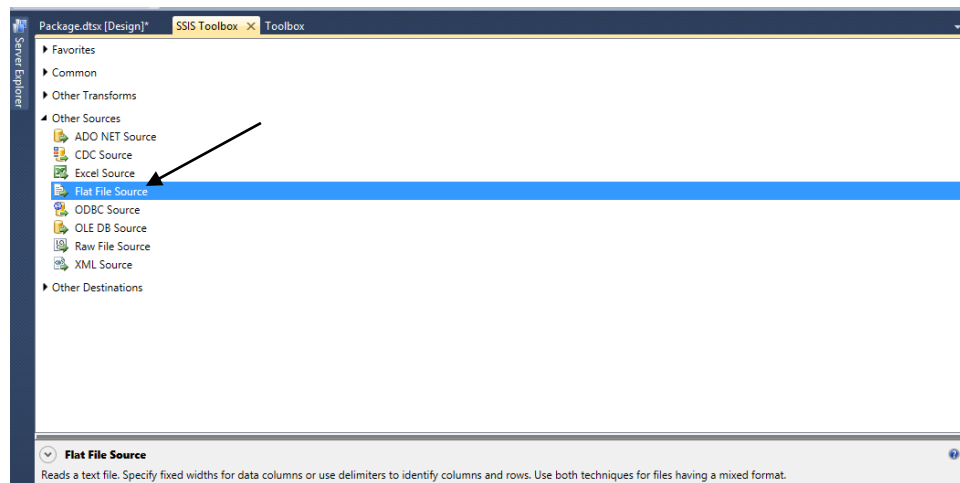 Package.dtsx [Design]* SSIS Toolbox Toolbox
Server Explorer
Favorites
Common
Other Transforms
Other Sources
ADO NET Source
CDC Source
Excel Source
Flat File Source
ODBC Source
OLE DB Source
Raw File Source
XML Source
Other Destinations
Flat File Source
Reads a text file. Specify fixed widths for data columns or use delimiters to identify columns and rows. Use both techniques for files having a mixed format.